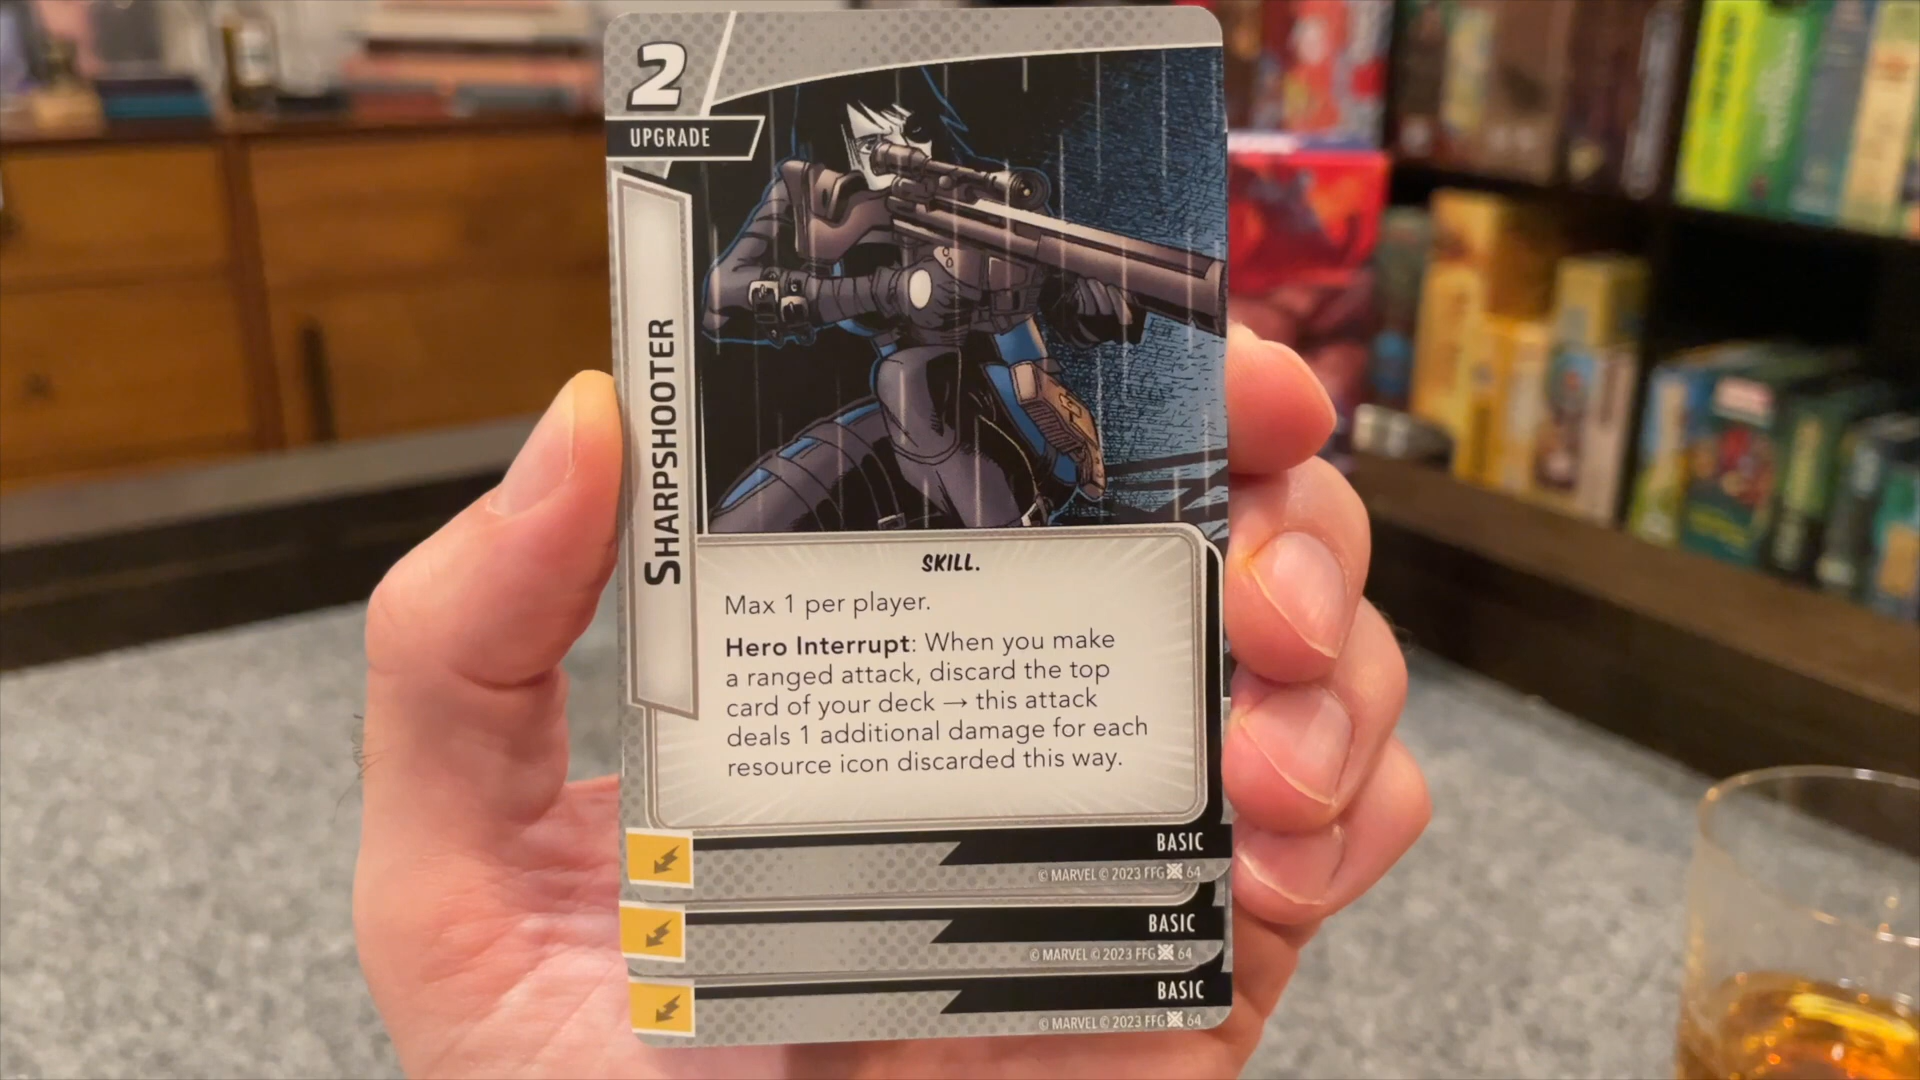 2
UPGRADE
SHARPSHOOTER
SKILL.
Max 1 per player.
Hero Interrupt: When you make
a ranged attack, discard the top
card of your deck → this attack
deals 1 additional damage for each
resource icon discarded this way.
BASIC
© MARVEL © 2023 FFG 64
BASIC
© MARVEL © 2023 FFG 64
BASIC
© MARVEL © 2023 FFG 64